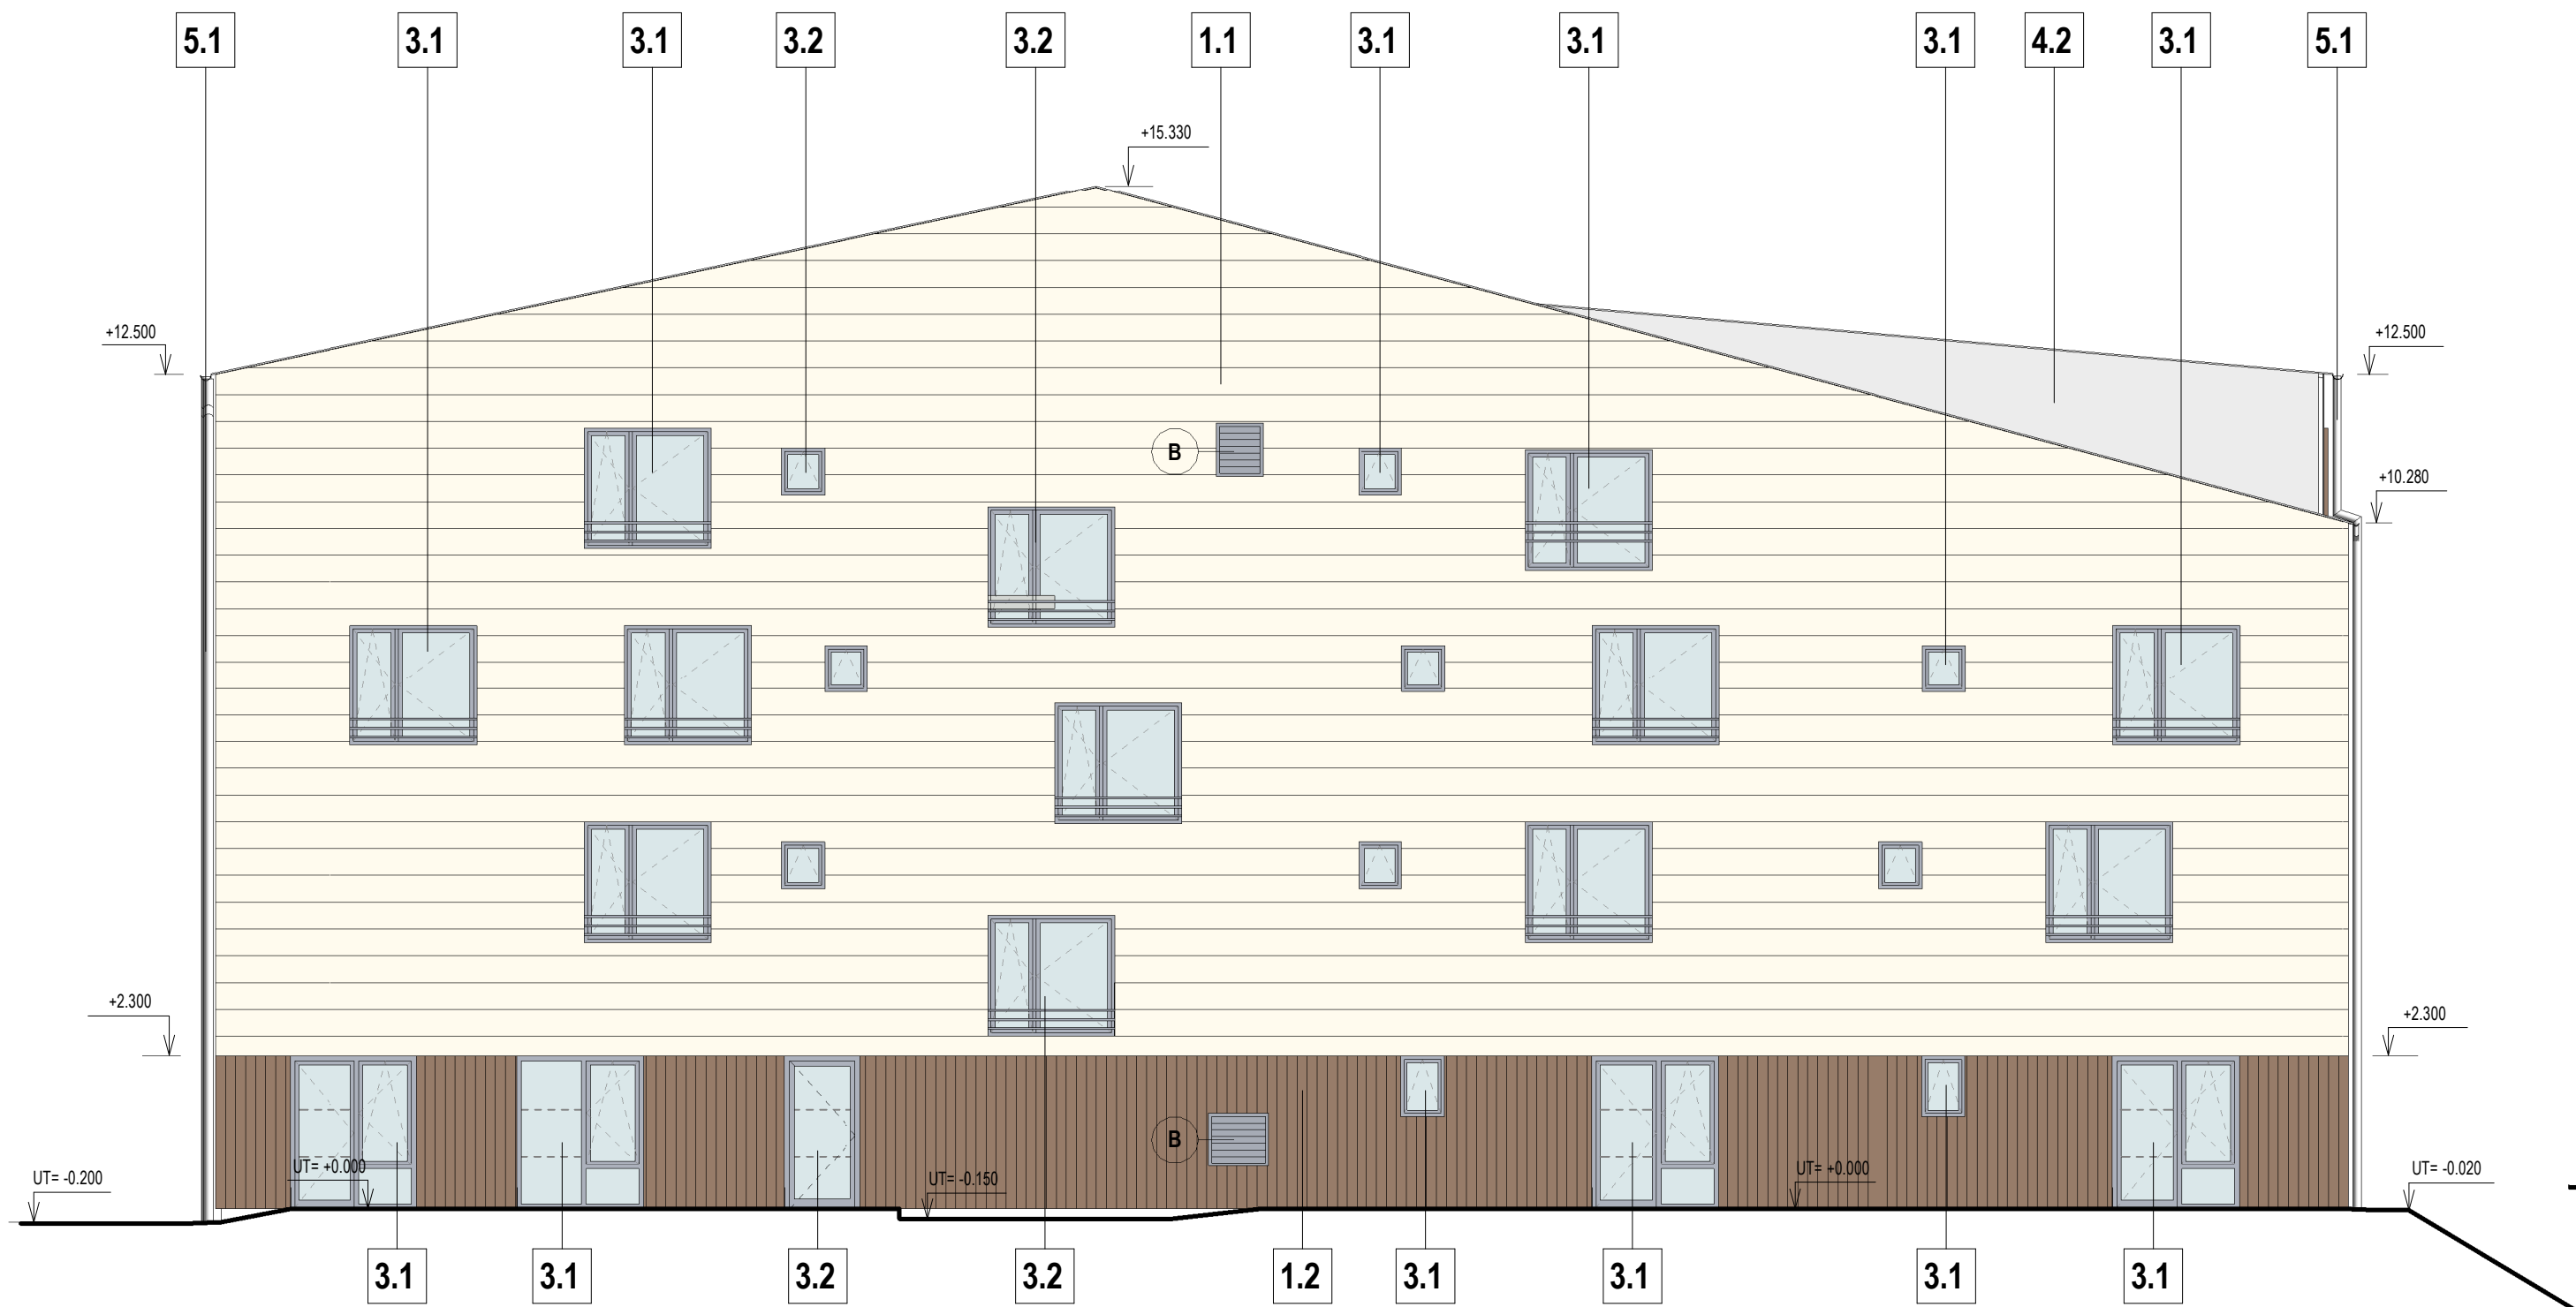 5.1 3.1 3.1 3.2 3.2 1.1 3.1 3.1 3.1 4.2 3.1 5.1
+15.330
+12.500 +12.500
B
+10.280
+2.300
+2.300
B
UT= +0.000 UT= +0.000
UT= -0.200 UT= -0.150 UT= -0.020
3.1 3.1 3.2 3.2 1.2 3.1 3.1 3.1 3.1